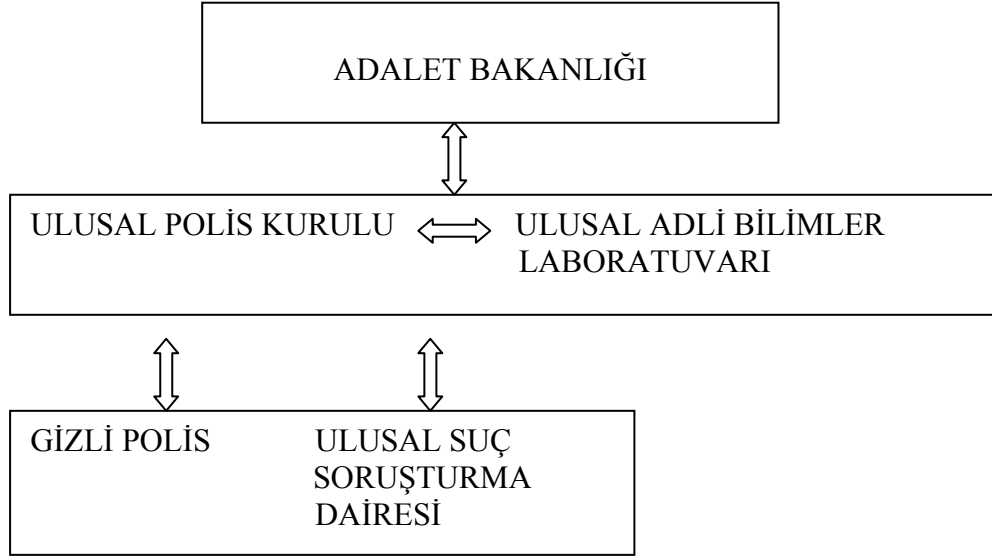 ADALET BAKANLIĞI
ULUSAL POLİS KURULU ULUSAL ADLİ BİLİMLER
LABORATUVARI
GİZLİ POLİS ULUSAL SUÇ
SORUŞTURMA
DAİRESİ